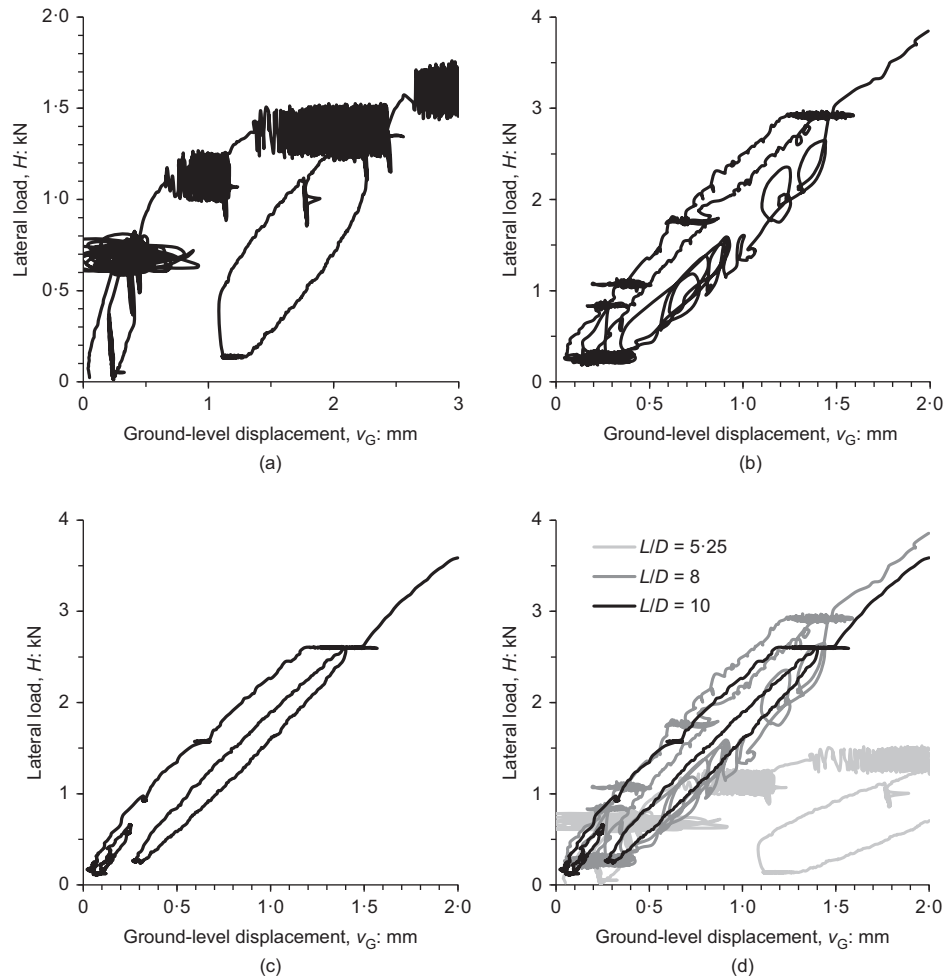 2·0
1·5
1·0
0·5
0
0
1
2
3
Lateral load, H: kN
Ground-level displacement, vG: mm
(a)
4
3
2
1
0
0
0·5
1·0
1·5
2·0
Lateral load, H: kN
Ground-level displacement, vG: mm
(b)
4
3
2
1
0
0
0·5
1·0
1·5
2·0
Lateral load, H: kN
Ground-level displacement, vG: mm
(c)
4
3
2
1
0
0
0·5
1·0
1·5
2·0
L/D = 5·25
L/D = 8
L/D = 10
Lateral load, H: kN
Ground-level displacement, vG: mm
(d)